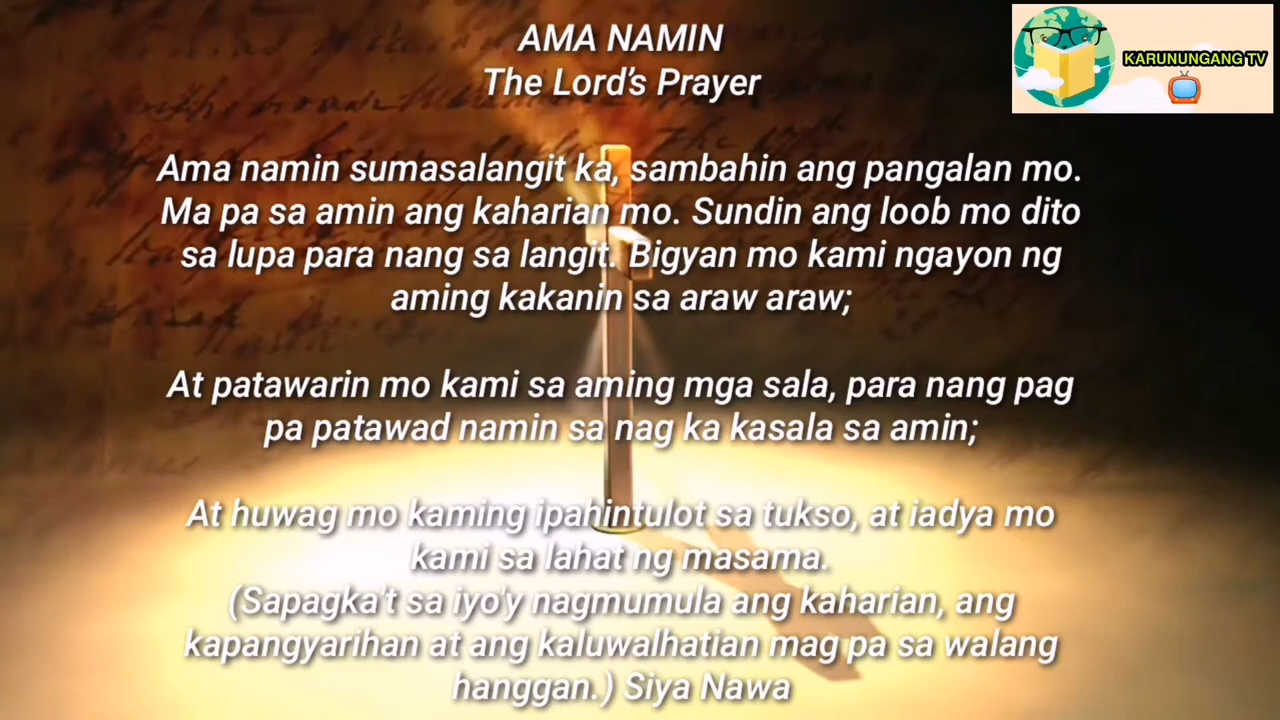 AMA NAMIN
The Lord's Prayer
KARUNUNGANG TV
Ama namin sumasalangit ka, sambahin ang pangalan mo.
Ma pa sa amin ang kaharian mo. Sundin ang loob mo dito
sa lupa para nang sa langit. Bigyan mo kami ngayon ng
aming kakanin sa araw araw;
At patawarin mo kami sa aming mga sala, para nang pag
pa patawad namin sa nag ka kasala sa amin;
At huwag mo kaming ipahintulot sa tukso, at iadya mo
kami sa lahat ng masama.
(Sapagka't sa iyo'y nagmumula ang kaharian, ang
kapangyarihan at ang kaluwalhatian mag pa sa walang
hanggan.) Siya Nawa